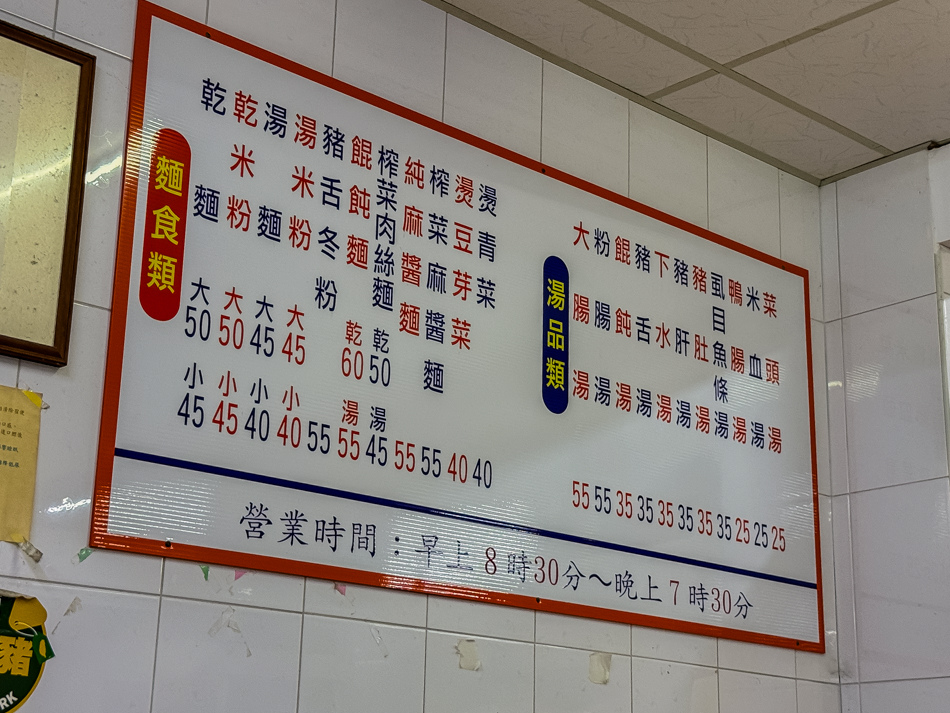 麵食類
乾麵 大50 小45
乾米粉 大50 小45
湯麵 大45 小40
湯米粉 大45 小40
豬舌冬粉 55
餛飩麵 乾60 湯55
榨菜肉絲麵 乾50 湯45
純麻醬麵 55
榨菜麻醬麵 55
燙豆芽菜 40
燙青菜 40
湯品類
大腸湯 55
粉腸湯 55
餛飩湯 35
豬舌湯 35
下水湯 35
豬肝湯 35
豬肚湯 35
虱目魚條湯 35
鴨腸湯 25
米血湯 25
菜頭湯 25
營業時間：早上8時30分～晚上7時30分
豬
RK